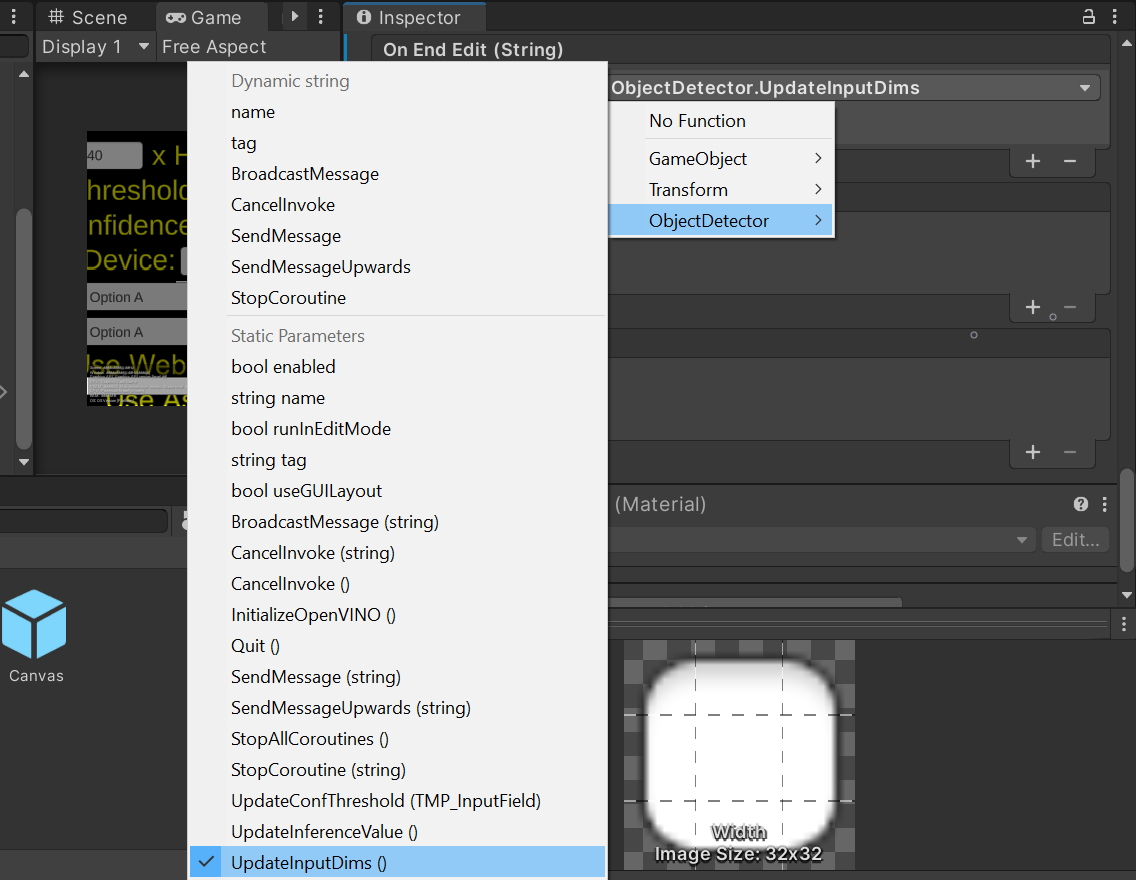 Scene
Game
Inspector
Display 1
Free Aspect
On End Edit (String)
ObjectDetector.UpdateInputDims
No Function
GameObject
Transform
ObjectDetector
Dynamic string
name
tag
BroadcastMessage
CancelInvoke
SendMessage
SendMessageUpwards
StopCoroutine
Static Parameters
bool enabled
string name
bool runInEditMode
string tag
bool useGUILayout
BroadcastMessage (string)
CancelInvoke (string)
CancelInvoke ()
InitializeOpenVINO ()
Quit ()
SendMessage (string)
SendMessageUpwards (string)
StopAllCoroutines ()
StopCoroutine (string)
UpdateConfThreshold (TMP_InputField)
UpdateInferenceValue ()
UpdateInputDims ()
40 x H
hreshold
nfidence
Device:
Option A
Option A
Use Web
Use As
Canvas
(Material)
Edit...
Width
Image Size: 32x32